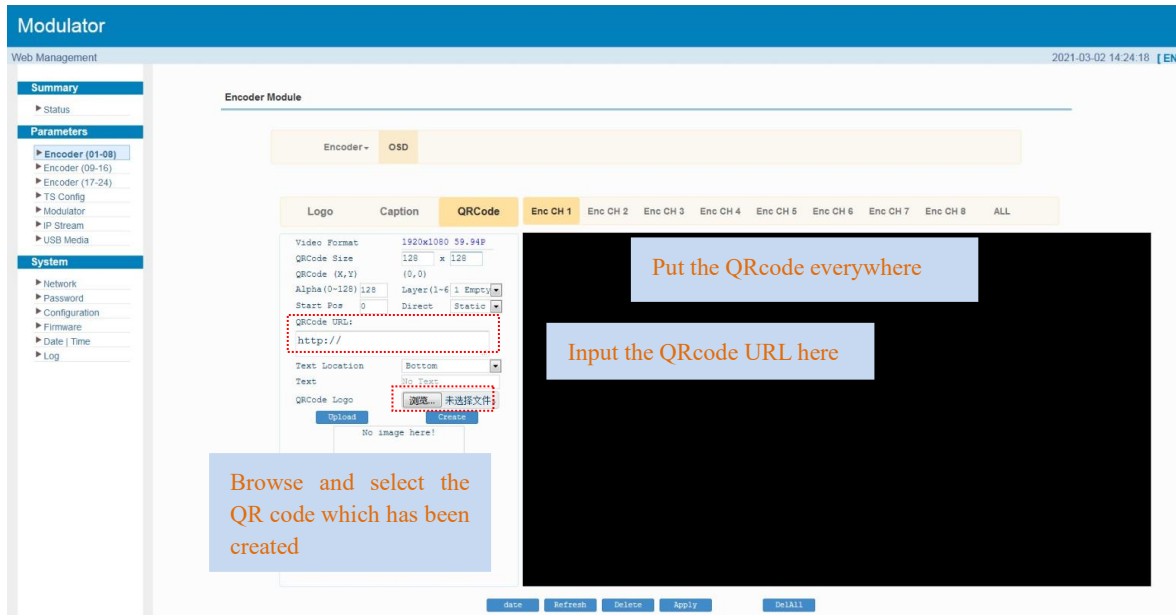 Modulator
Web Management
2021-03-02 14:24:18 [ EN
Summary
Status
Parameters
Encoder (01-08)
Encoder (09-16)
Encoder (17-24)
TS Config
Modulator
IP Stream
USB Media
System
Network
Password
Configuration
Firmware
Date | Time
Log
Encoder Module
Encoder OSD
Logo Caption QRCode Enc CH 1 Enc CH 2 Enc CH 3 Enc CH 4 Enc CH 5 Enc CH 6 Enc CH 7 Enc CH 8 ALL
Video Format 1920x1080 59.94P
QRCode Size 128 x 128
QRCode (X,Y) (0,0)
Alpha(0~128) 128 Layer(1~6 1 Empty
Start Pos 0 Direct Static
QRCode URL:
http://
Text Location Bottom
Text No Text
QRCode Logo 浏览... 未选择文件
Upload Create
No image here!
Put the QRcode everywhere
Input the QRcode URL here
Browse and select the
QR code which has been
created
date Refresh Delete Apply DelAll